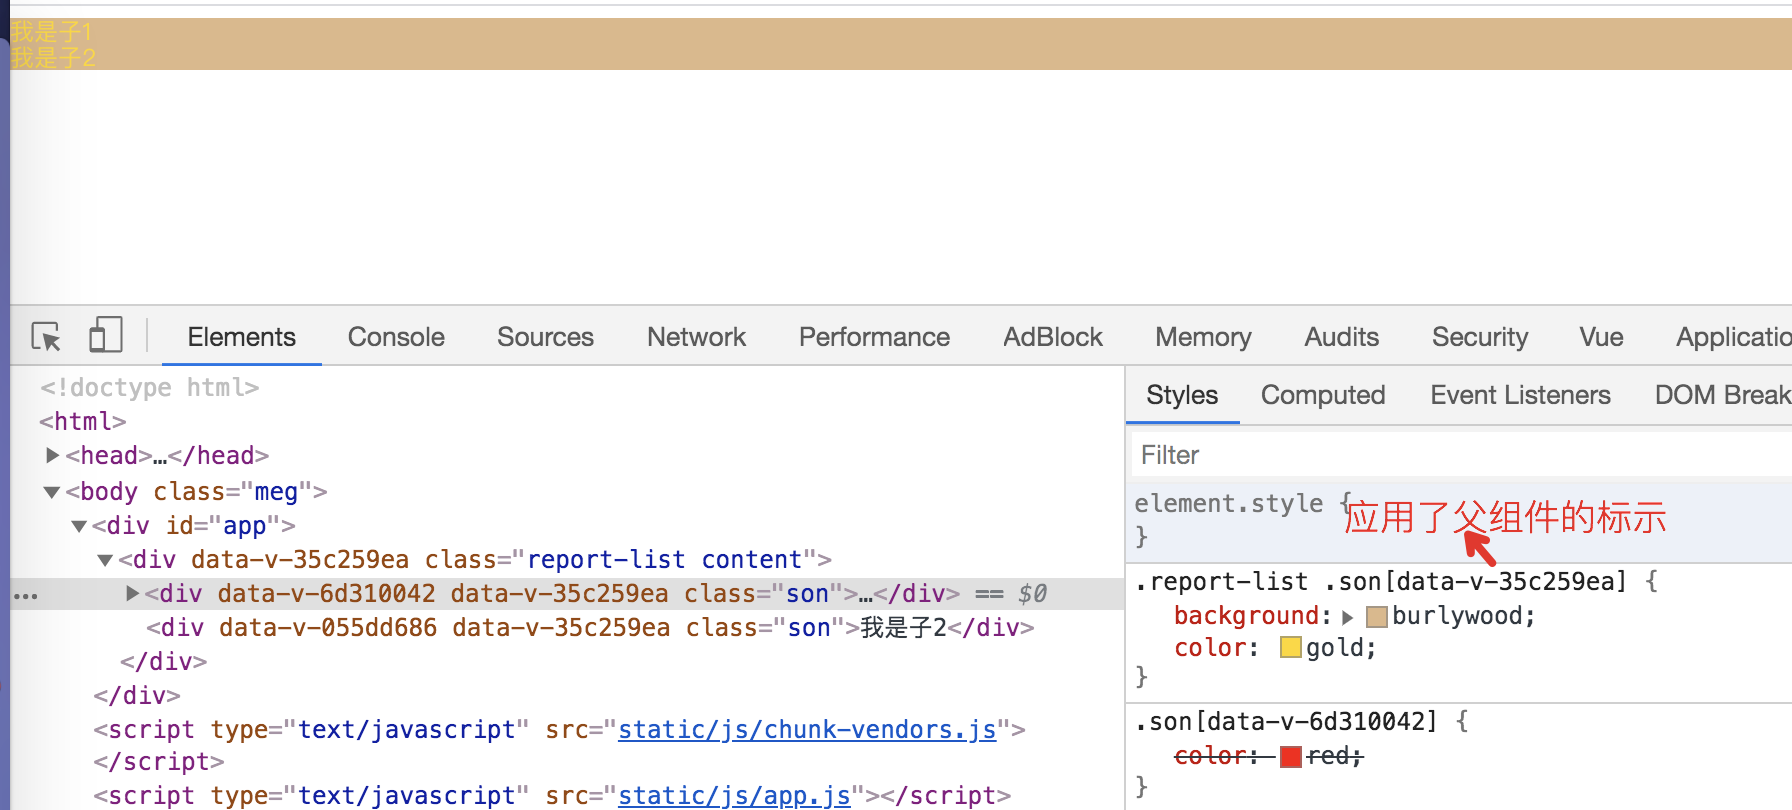 我是子1
我是子2
Elements Console Sources Network Performance AdBlock Memory Audits Security Vue Applicatio
<!doctype html>
<html>
▶<head>…</head>
▼<body class="meg">
▼<div id="app">
▼<div data-v-35c259ea class="report-list content">
…▶<div data-v-6d310042 data-v-35c259ea class="son">…</div> == $0
<div data-v-055dd686 data-v-35c259ea class="son">我是子2</div>
</div>
</div>
<script type="text/javascript" src="static/js/chunk-vendors.js">
</script>
<script type="text/javascript" src="static/js/app.js"></script>
Styles Computed Event Listeners DOM Break
Filter
element.style {
应用了父组件的标示
}
.report-list .son[data-v-35c259ea] {
background:▶burlywood;
color:gold;
}
.son[data-v-6d310042] {
color:red;
}